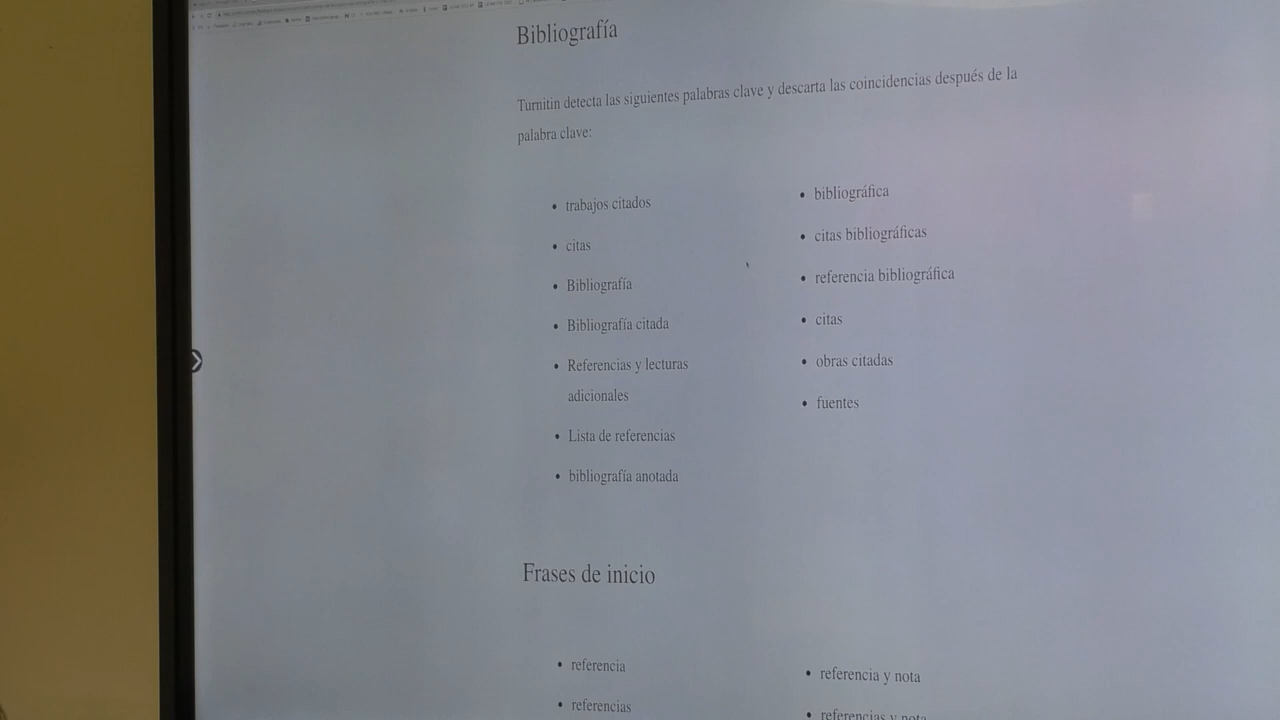 Bibliografía
Turnitin detecta las siguientes palabras clave y descarta las coincidencias después de la
palabra clave:
• trabajos citados
• citas
• Bibliografía
• Bibliografía citada
• Referencias y lecturas
adicionales
• Lista de referencias
• bibliografía anotada
• bibliográfica
• citas bibliográficas
• referencia bibliográfica
• citas
• obras citadas
• fuentes
Frases de inicio
• referencia
• referencias
• referencia y nota
• referencias y nota